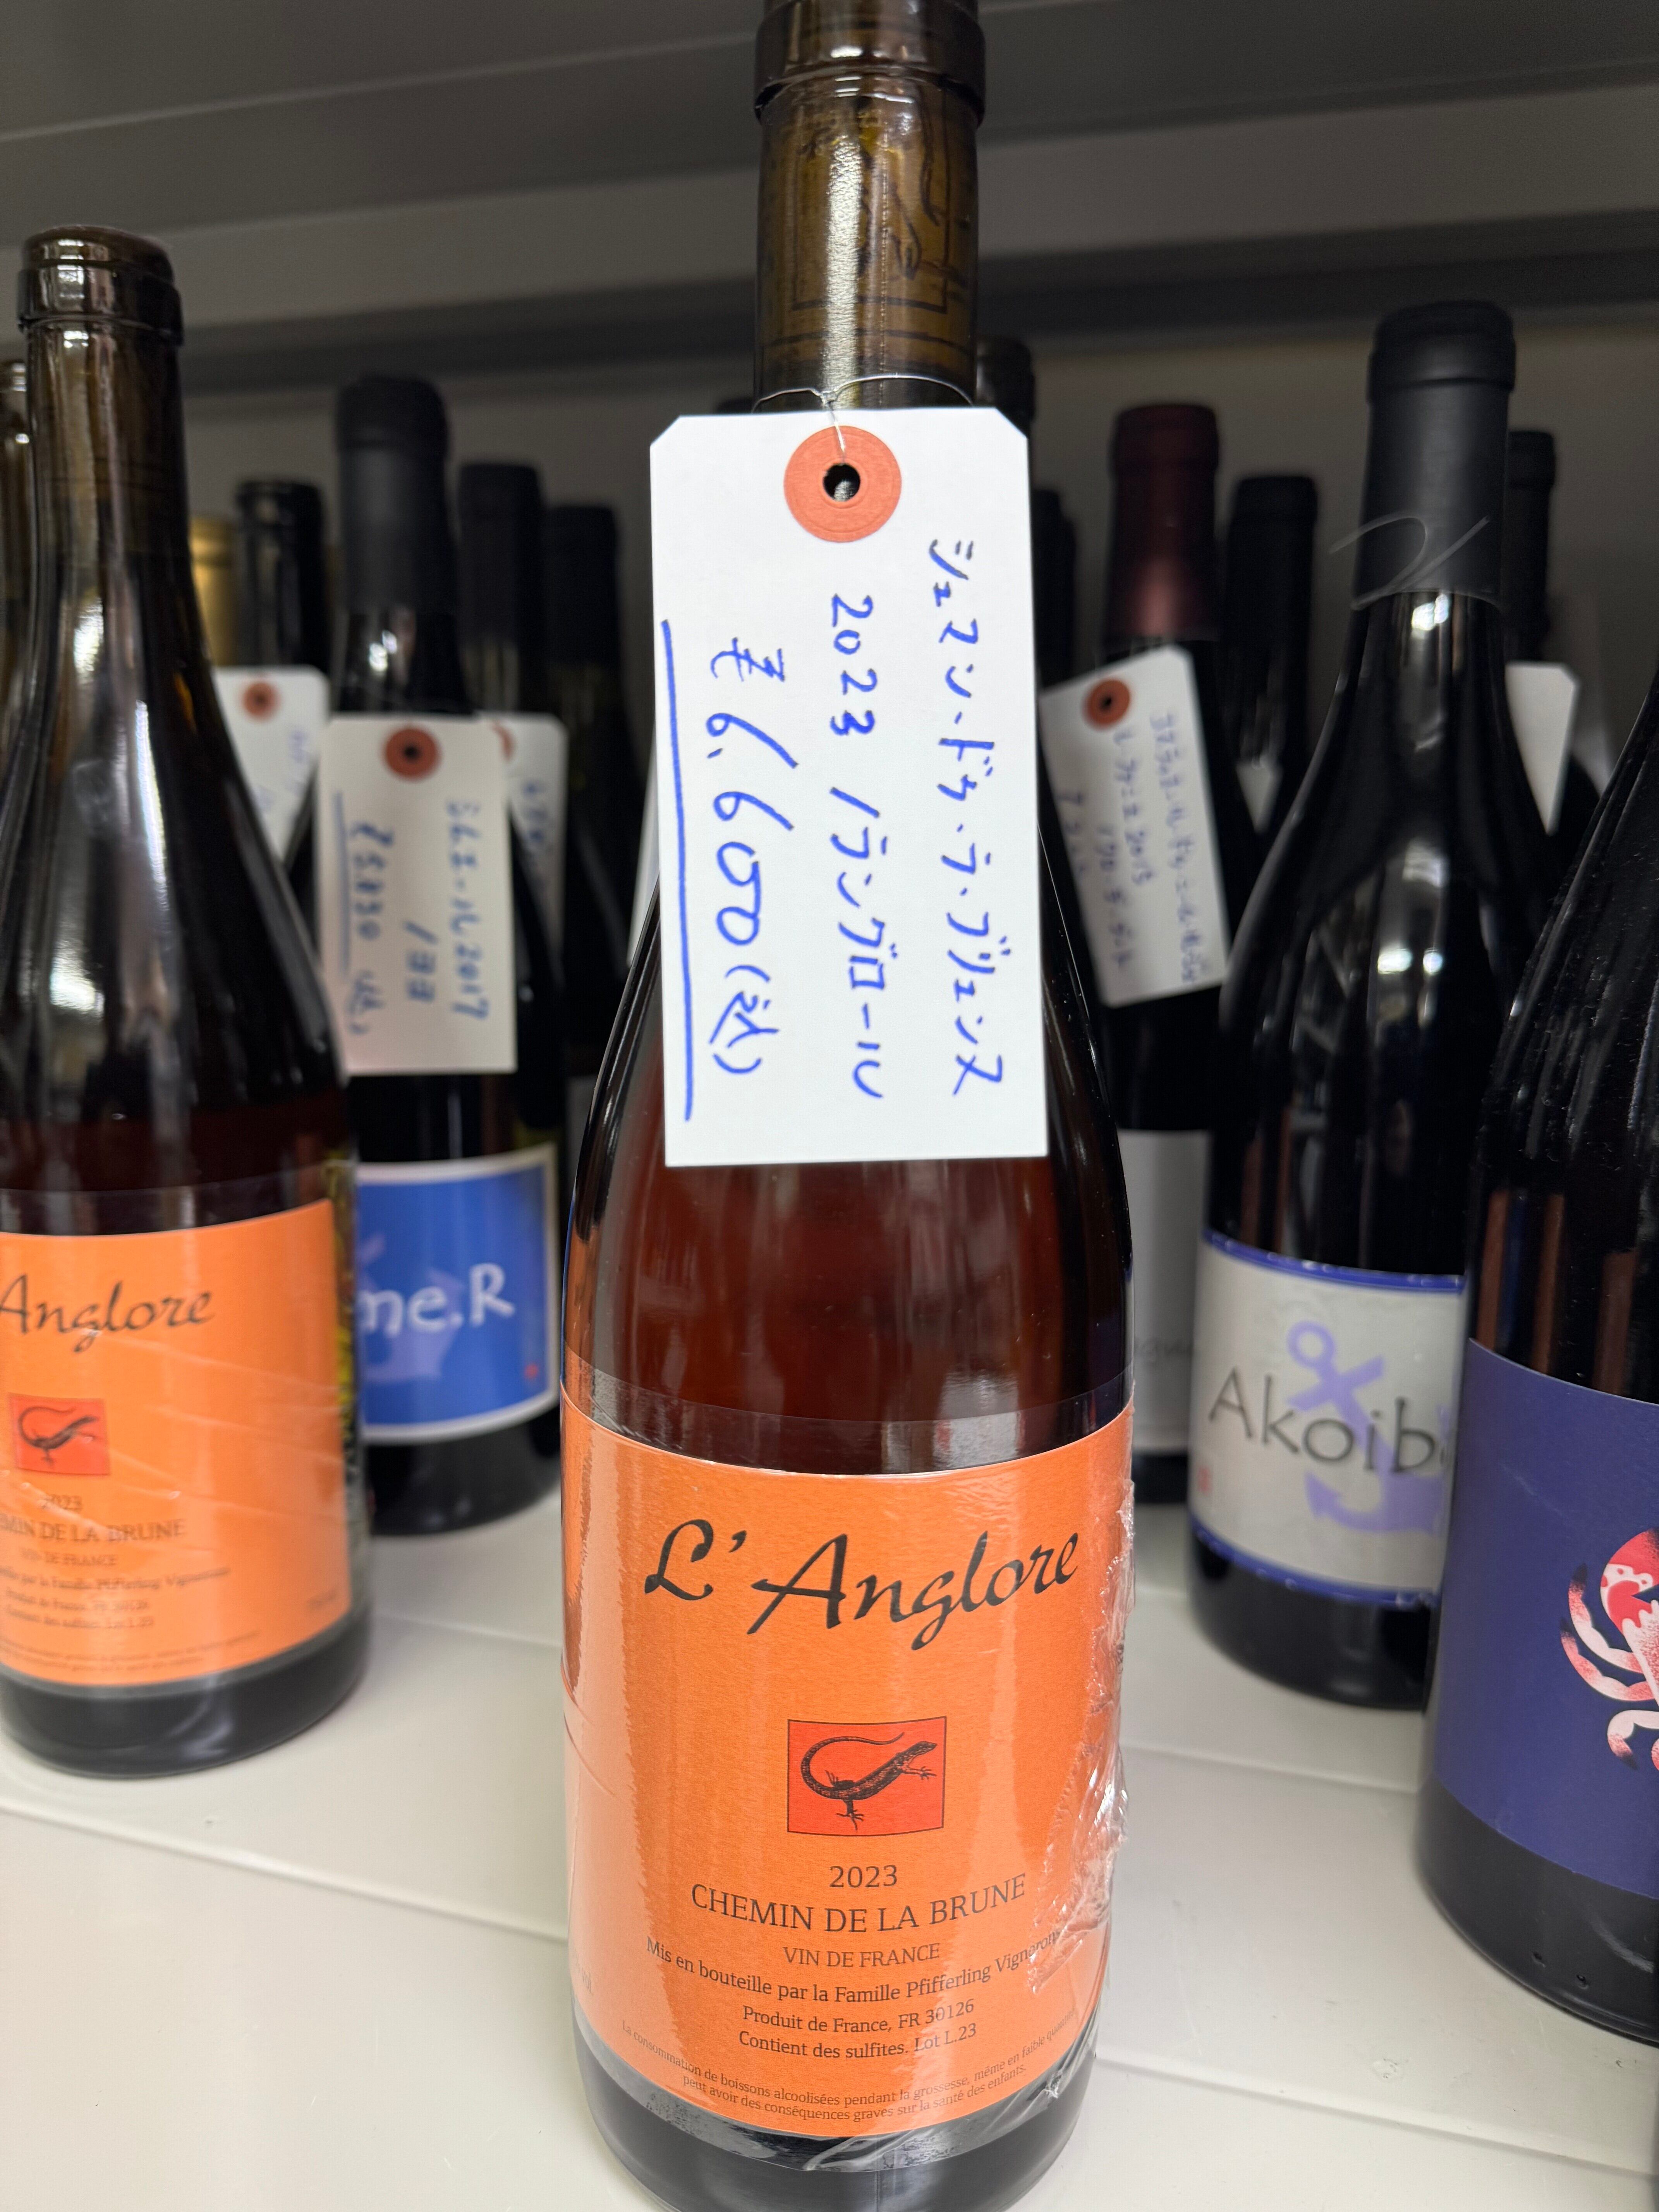 シュマン・ドゥ・ラ・ブリュンヌ
2023 /ラングロール
¥6,600(込)
L'Anglore
2023
CHEMIN DE LA BRUNE
VIN DE FRANCE
Mis en bouteille par la Famille Pfifferling Vignerons
Produit de France, FR 30126
Contient des sulfites. Lot L.23
La consommation de boissons alcoolisées pendant la grossesse, même en faible quantité,
peut avoir des conséquences graves sur la santé des enfants.
Anglore
2023
CHEMIN DE LA BRUNE
VIN DE FRANCE
me.R
2017
Akoib